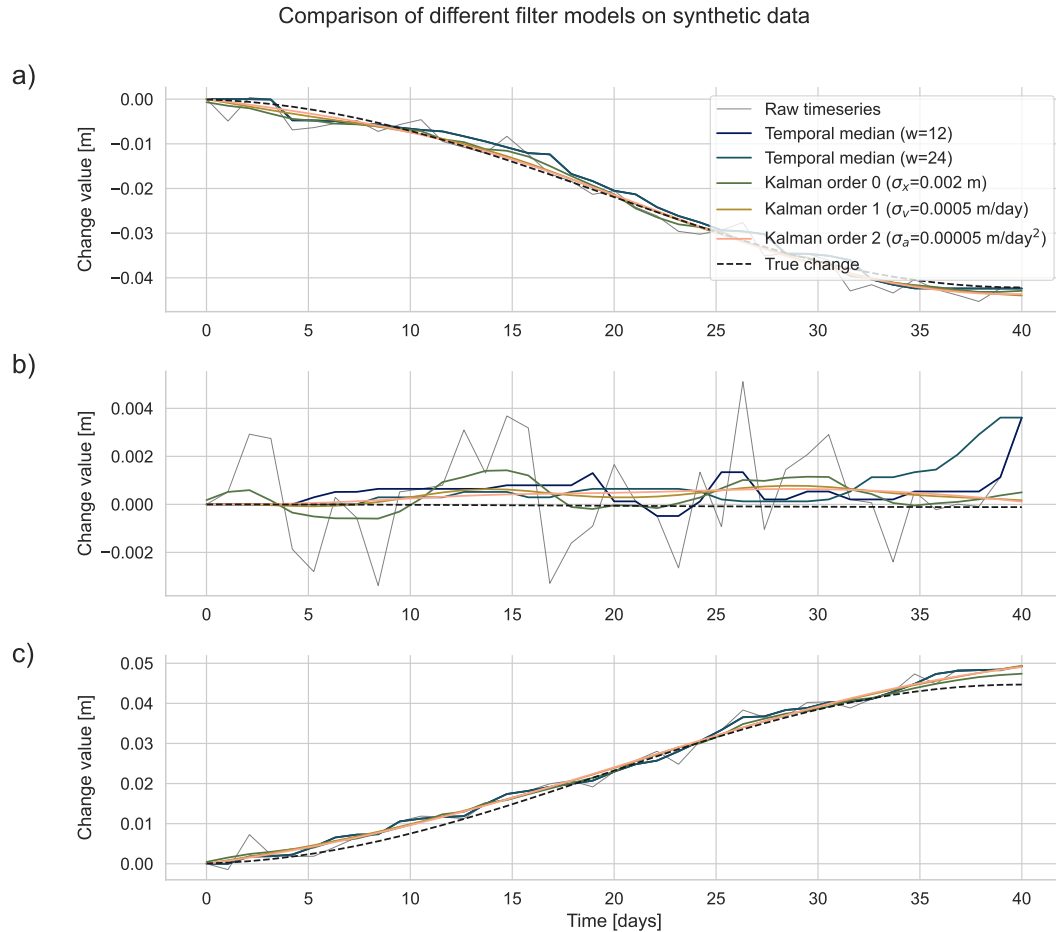 Comparison of different filter models on synthetic data
a)
Change value [m]
0.00
−0.01
−0.02
−0.03
−0.04
Raw timeseries
Temporal median (w=12)
Temporal median (w=24)
Kalman order 0 (σₓ=0.002 m)
Kalman order 1 (σᵥ=0.0005 m/day)
Kalman order 2 (σₐ=0.00005 m/day²)
True change
0 5 10 15 20 25 30 35 40
b)
Change value [m]
0.004
0.002
0.000
−0.002
0 5 10 15 20 25 30 35 40
c)
Change value [m]
0.05
0.04
0.03
0.02
0.01
0.00
0 5 10 15 20 25 30 35 40
Time [days]